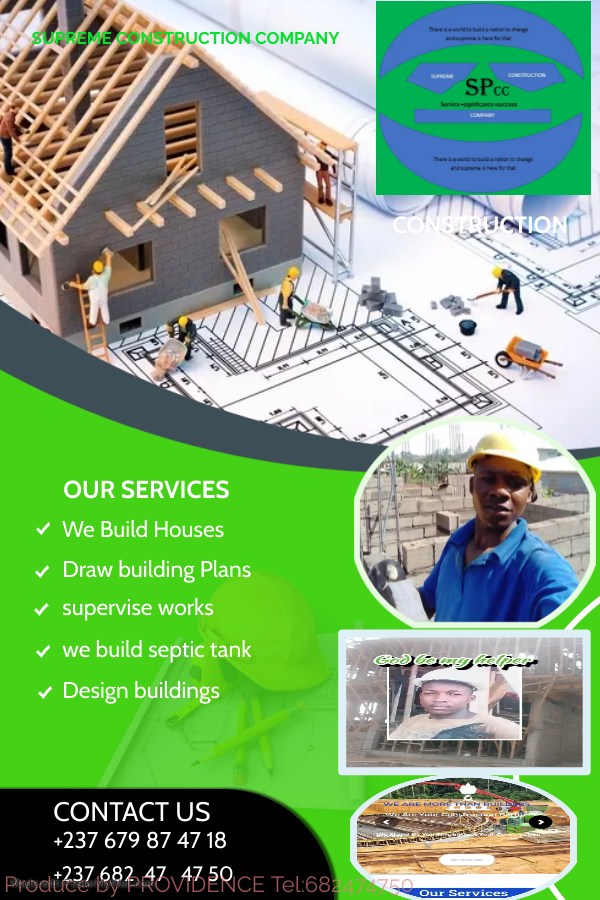 SUPREME CONSTRUCTION COMPANY
There is a world to build a nation to change
and supreme is here for that
SUPREME
CONSTRUCTION
SPCC
COMPANY
There is a world to build a nation to change
and supreme is here for that
CONSTRUCTION
OUR SERVICES
We Build Houses
Draw building Plans
supervise works
we build septic tank
Design buildings
God be my helper
WE ARE MORE THAN BUILDING
We Are Your Construction
CONTACT US
+237 679 87 47 18
+237 682 47 47 50
Produce by PROVIDENCE Tel:682474750
Our Services